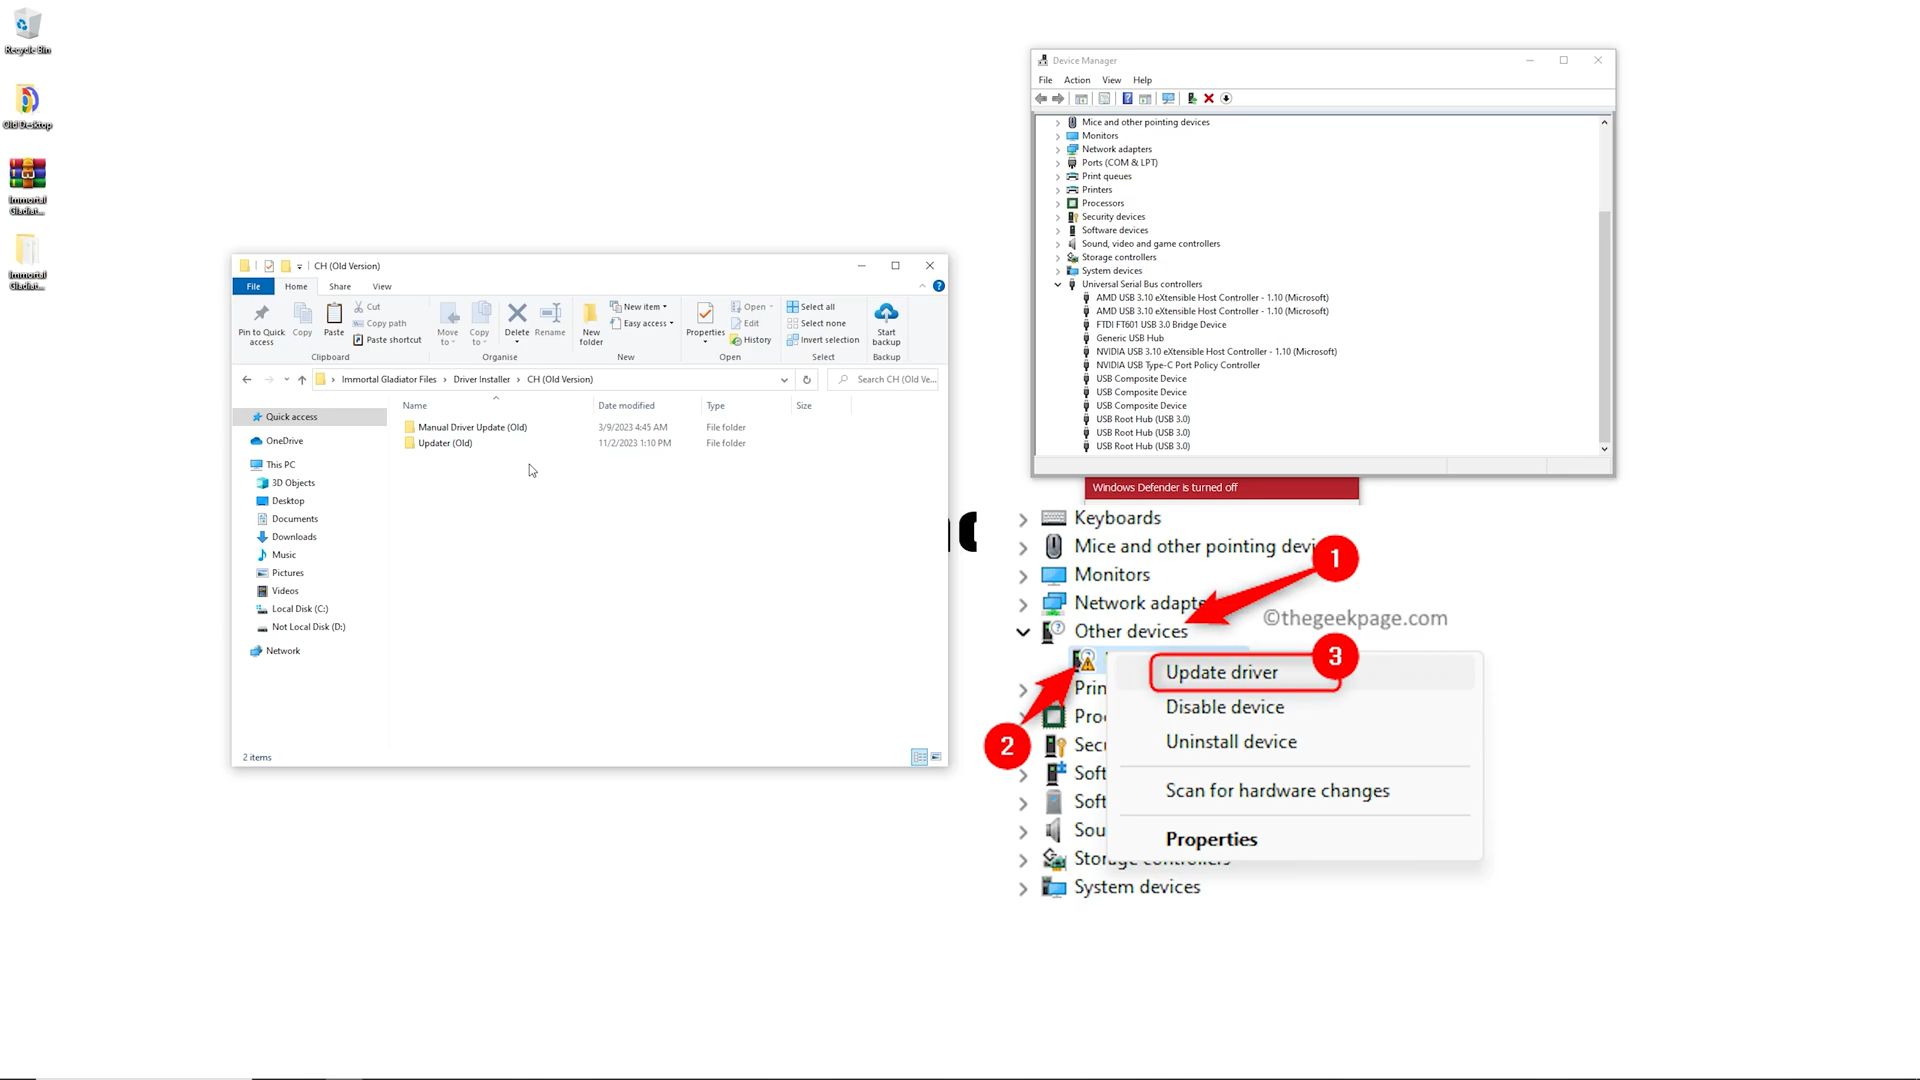 Recycle Bin
Old Desktop
Immortal
Gladiat...
Immortal
Gladiat...
CH (Old Version)
File
Home
Share
View
Pin to Quick
access
Copy
Paste
Cut
Copy path
Paste shortcut
Clipboard
Move
to
Copy
to
Delete
Rename
Organise
New
folder
New item
Easy access
New
Properties
Open
Edit
History
Open
Select all
Select none
Invert selection
Select
Start
backup
Backup
Immortal Gladiator Files > Driver Installer > CH (Old Version)
Search CH (Old Ve...
Name
Date modified
Type
Size
Manual Driver Update (Old) 3/9/2023 4:45 AM File folder
Updater (Old) 11/2/2023 1:10 PM File folder
Quick access
OneDrive
This PC
3D Objects
Desktop
Documents
Downloads
Music
Pictures
Videos
Local Disk (C:)
Not Local Disk (D:)
Network
2 items
Device Manager
File Action View Help
Mice and other pointing devices
Monitors
Network adapters
Ports (COM & LPT)
Print queues
Printers
Processors
Security devices
Software devices
Sound, video and game controllers
Storage controllers
System devices
Universal Serial Bus controllers
AMD USB 3.10 eXtensible Host Controller - 1.10 (Microsoft)
AMD USB 3.10 eXtensible Host Controller - 1.10 (Microsoft)
FTDI FT601 USB 3.0 Bridge Device
Generic USB Hub
NVIDIA USB 3.10 eXtensible Host Controller - 1.10 (Microsoft)
NVIDIA USB Type-C Port Policy Controller
USB Composite Device
USB Composite Device
USB Composite Device
USB Root Hub (USB 3.0)
USB Root Hub (USB 3.0)
USB Root Hub (USB 3.0)
Windows Defender is turned off
Keyboards
Mice and other pointing devi
1
Monitors
Network adapte
©thegeekpage.com
Other devices
3
Update driver
Prin
Disable device
Proc
2
Secu
Uninstall device
Soft
Scan for hardware changes
Soft
Sou
Properties
Storage controllers
System devices